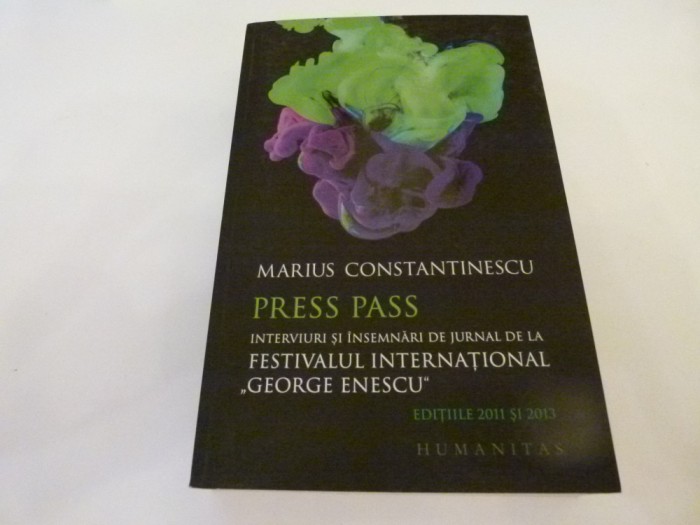 MARIUS CONSTANTINESCU
PRESS PASS
INTERVIURI ȘI ÎNSEMNĂRI DE JURNAL DE LA
FESTIVALUL INTERNAȚIONAL
„GEORGE ENESCU“
EDIȚIILE 2011 ȘI 2013
HUMANITAS